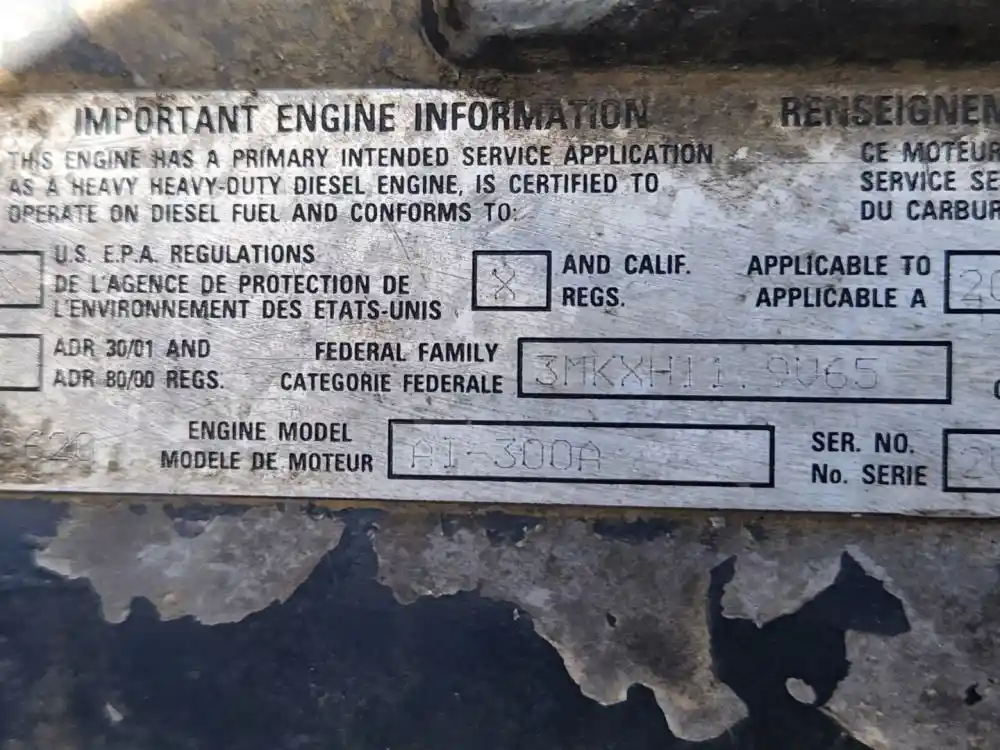 IMPORTANT ENGINE INFORMATION
THIS ENGINE HAS A PRIMARY INTENDED SERVICE APPLICATION
AS A HEAVY HEAVY-DUTY DIESEL ENGINE, IS CERTIFIED TO
OPERATE ON DIESEL FUEL AND CONFORMS TO:
RENSEIGNEM
CE MOTEUR
SERVICE SE
DU CARBUR
U.S. E.P.A. REGULATIONS
DE L'AGENCE DE PROTECTION DE
L'ENVIRONNEMENT DES ETATS-UNIS
X
AND CALIF.
REGS.
APPLICABLE TO
APPLICABLE A
20
ADR 30/01 AND
ADR 80/00 REGS.
FEDERAL FAMILY
CATEGORIE FEDERALE
3MKXH11.9V65
ENGINE MODEL
MODELE DE MOTEUR
AI-300A
SER. NO.
No. SERIE